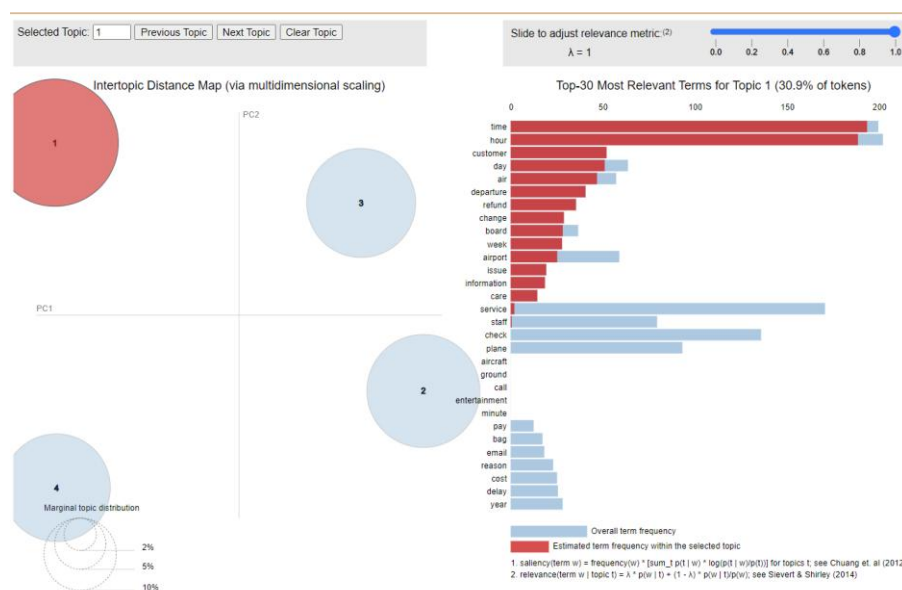 Selected Topic: 1 Previous Topic Next Topic Clear Topic
Slide to adjust relevance metric:(2)
λ = 1
0.0 0.2 0.4 0.6 0.8 1.0
Intertopic Distance Map (via multidimensional scaling)
PC2
PC1
1
3
2
4
Marginal topic distribution
2%
5%
10%
Top-30 Most Relevant Terms for Topic 1 (30.9% of tokens)
0 50 100 150 200
time
hour
customer
day
air
departure
refund
change
board
week
airport
issue
information
care
service
staff
check
plane
aircraft
ground
call
entertainment
minute
pay
bag
email
reason
cost
delay
year
Overall term frequency
Estimated term frequency within the selected topic
1. saliency(term w) = frequency(w) * [sum_t p(t | w) * log(p(t | w)/p(t))] for topics t; see Chuang et. al (2012
2. relevance(term w | topic t) = λ * p(w | t) + (1 - λ) * p(w | t)/p(w); see Sievert & Shirley (2014)